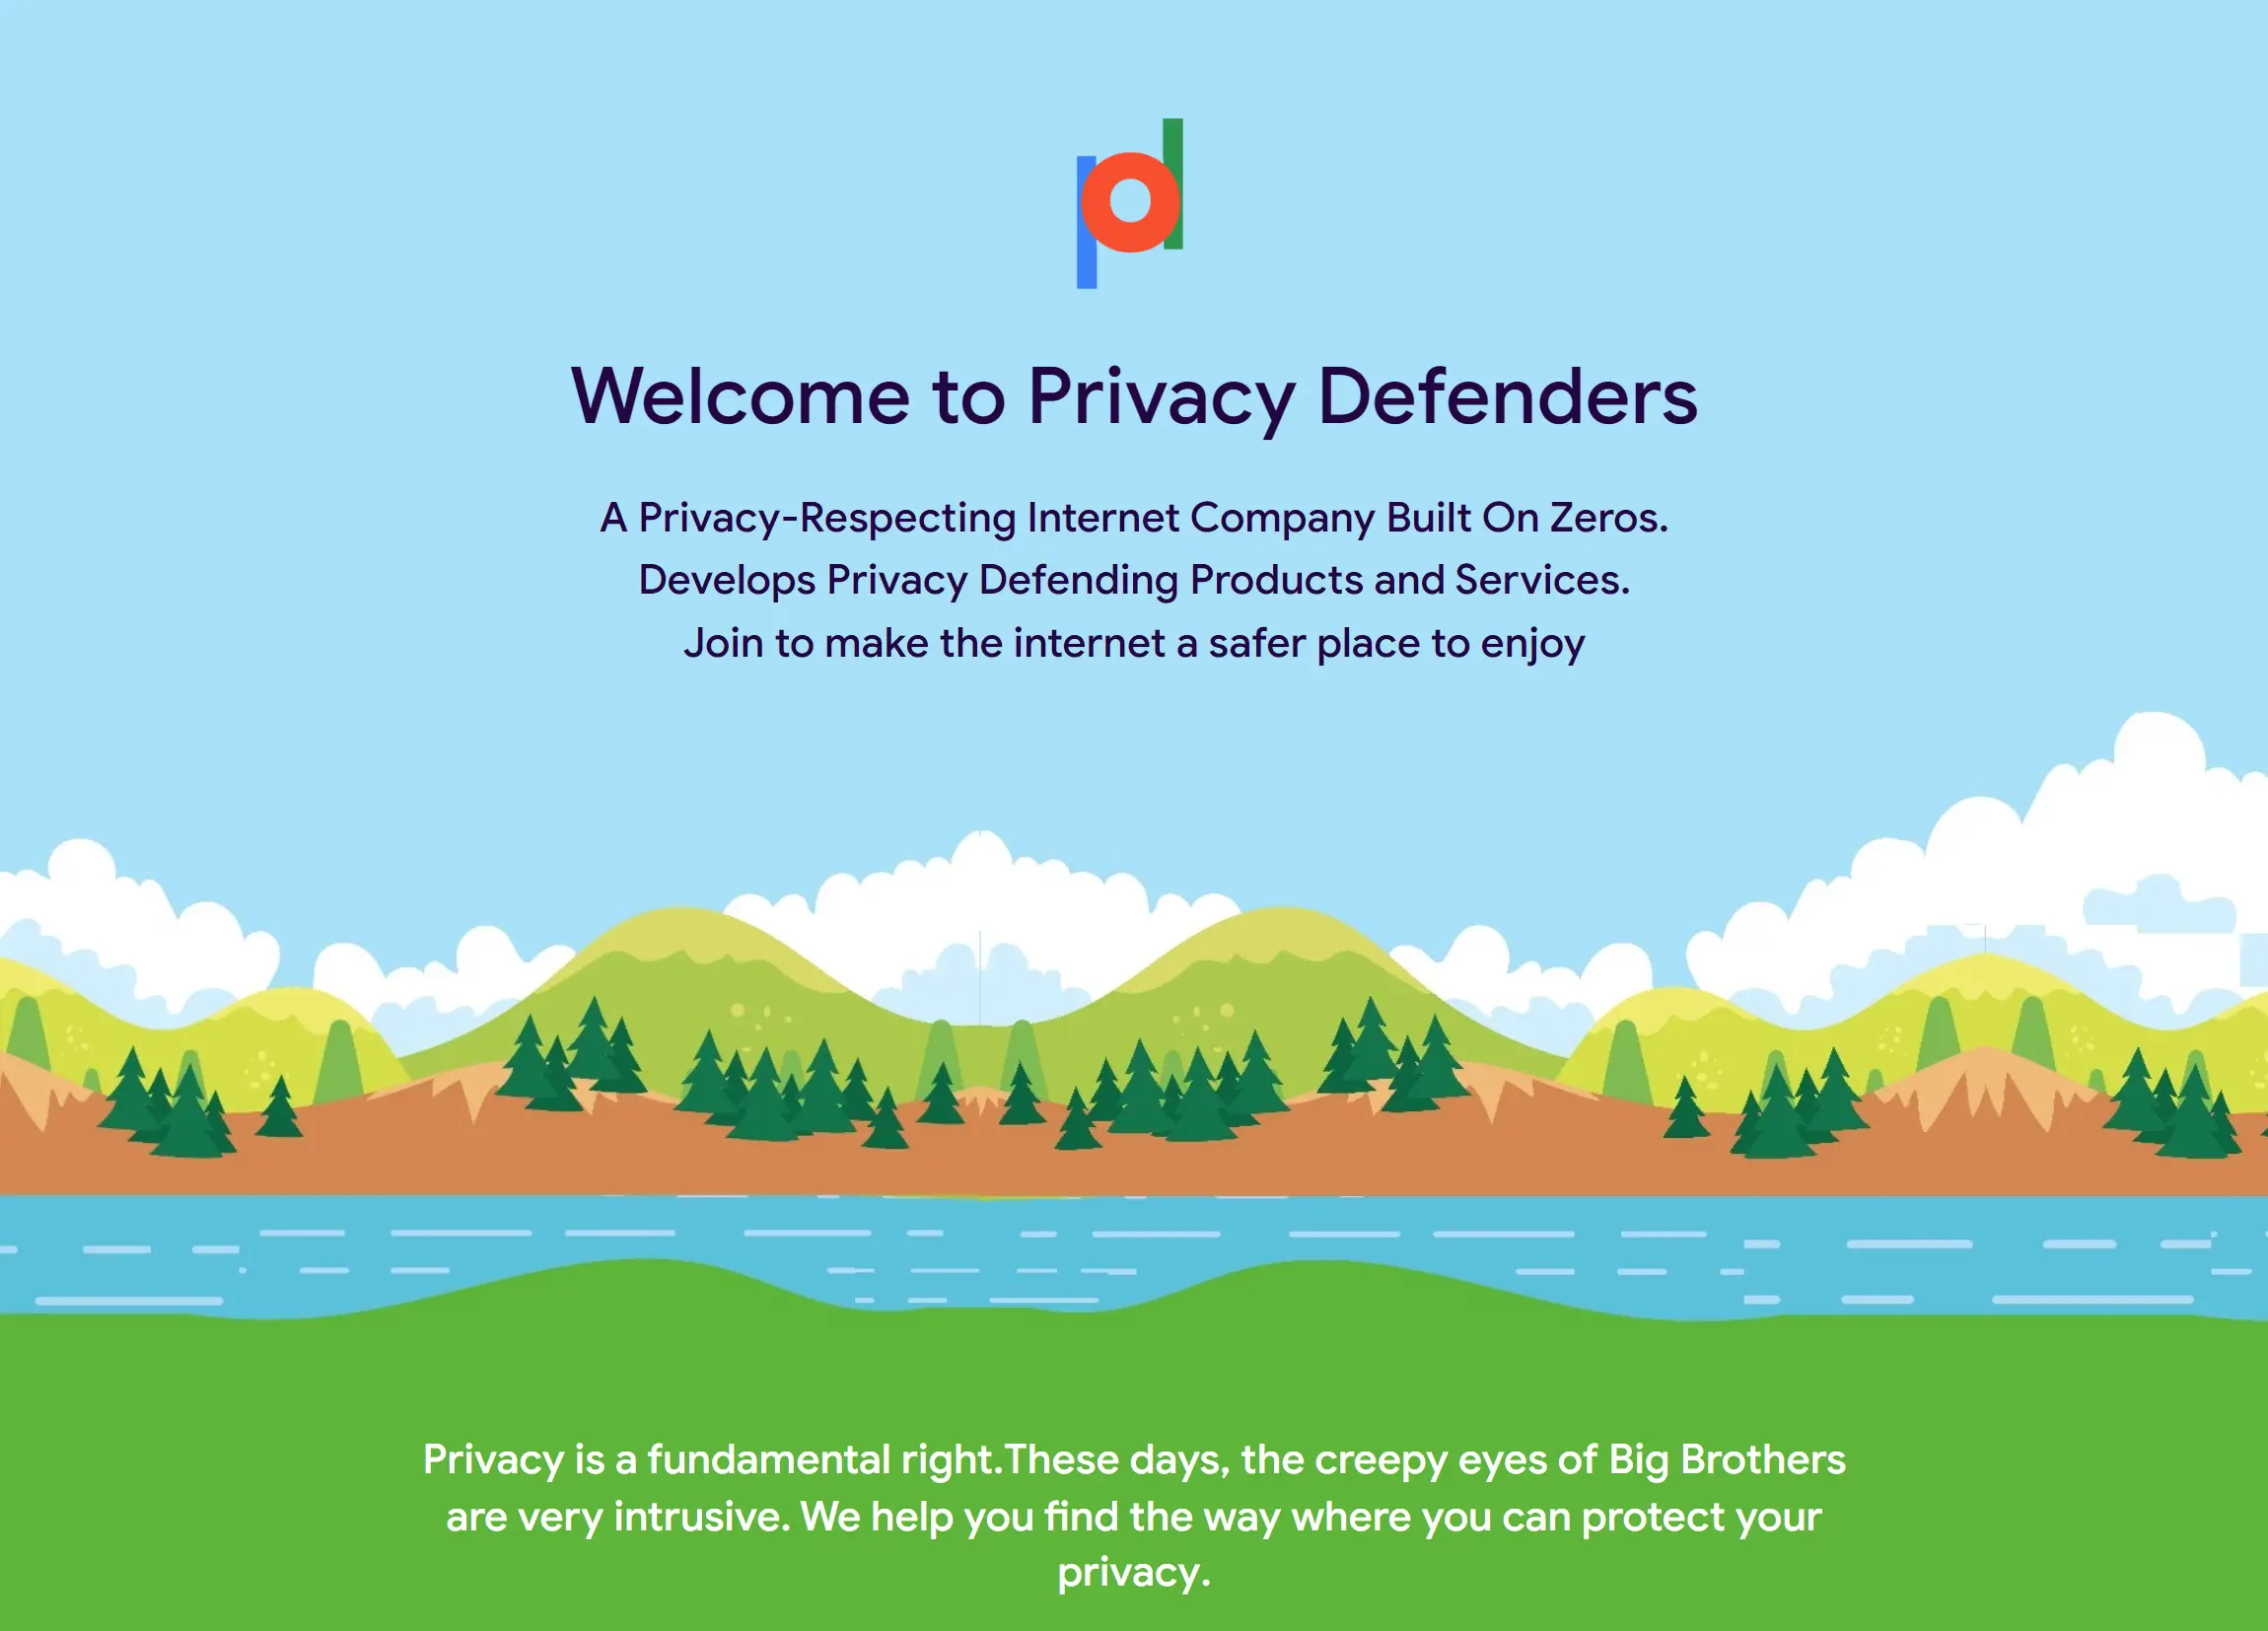 pd
Welcome to Privacy Defenders
A Privacy-Respecting Internet Company Built On Zeros.
Develops Privacy Defending Products and Services.
Join to make the internet a safer place to enjoy
Privacy is a fundamental right.These days, the creepy eyes of Big Brothers
are very intrusive. We help you find the way where you can protect your
privacy.